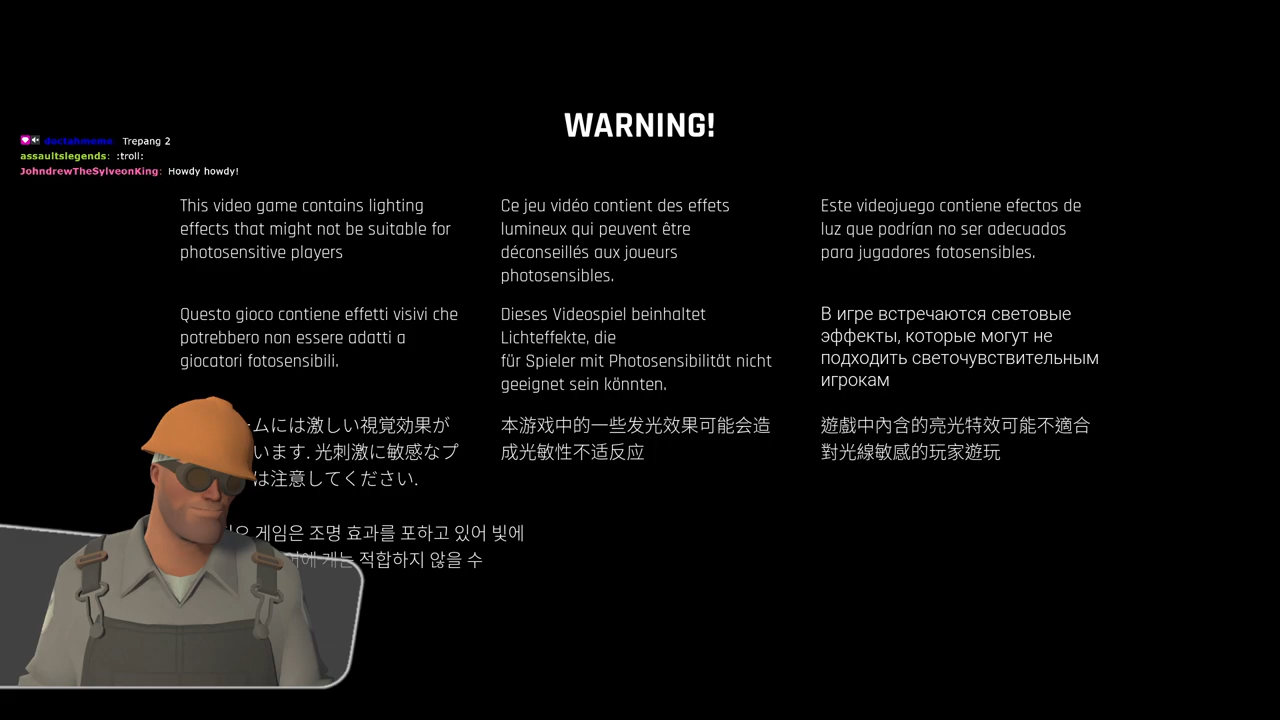 WARNING!
doctahmeme: Trepang 2
assaultslegends: :troll:
JohndrewTheSylveonKing: Howdy howdy!
This video game contains lighting
effects that might not be suitable for
photosensitive players
Ce jeu vidéo contient des effets
lumineux qui peuvent être
déconseillés aux joueurs
photosensibles.
Este videojuego contiene efectos de
luz que podrían no ser adecuados
para jugadores fotosensibles.
Questo gioco contiene effetti visivi che
potrebbero non essere adatti a
giocatori fotosensibili.
Dieses Videospiel beinhaltet
Lichteffekte, die
für Spieler mit Photosensibilität nicht
geeignet sein könnten.
В игре встречаются световые
эффекты, которые могут не
подходить светочувствительным
игрокам
ムには激しい視覚効果が
います. 光刺激に敏感なプ
は注意してください.
本游戏中的一些发光效果可能会造
成光敏性不适反应
遊戲中內含的亮光特效可能不適合
對光線敏感的玩家遊玩
게임은 조명 효과를 포하고 있어 빛에
게는 적합하지 않을 수